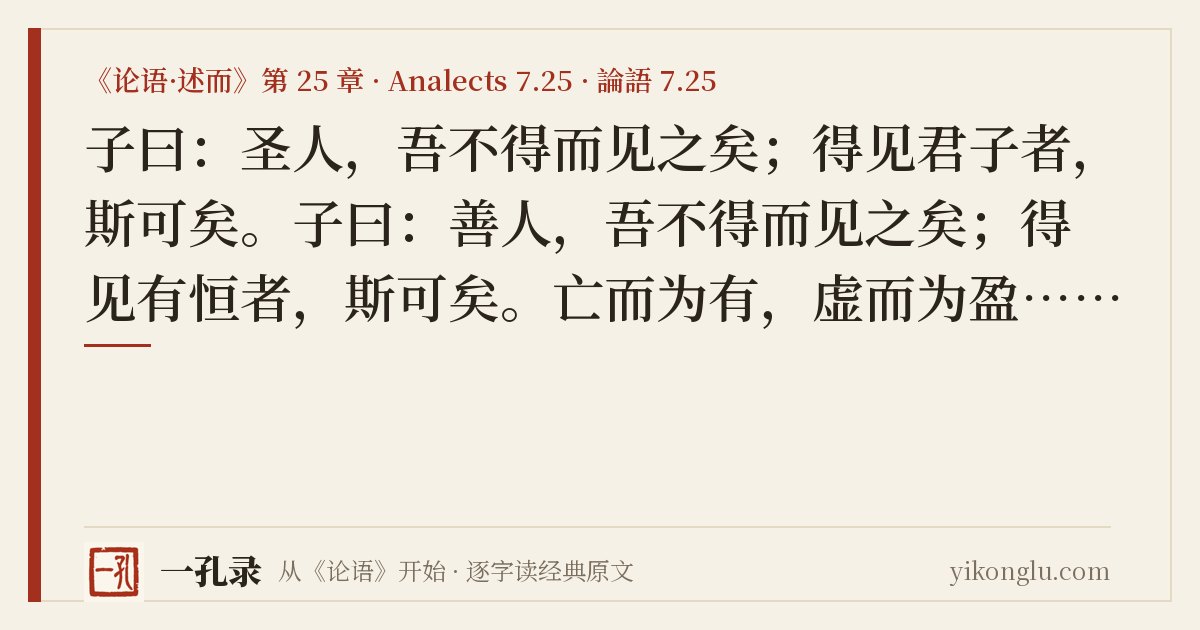 《论语·述而》第 25 章 · Analects 7.25 · 論語 7.25
子曰：圣人，吾不得而见之矣；得见君子者，
斯可矣。子曰：善人，吾不得而见之矣；得
见有恒者，斯可矣。亡而为有，虚而为盈……
一孔
一孔录 从《论语》开始 · 逐字读经典原文 yikonglu.com